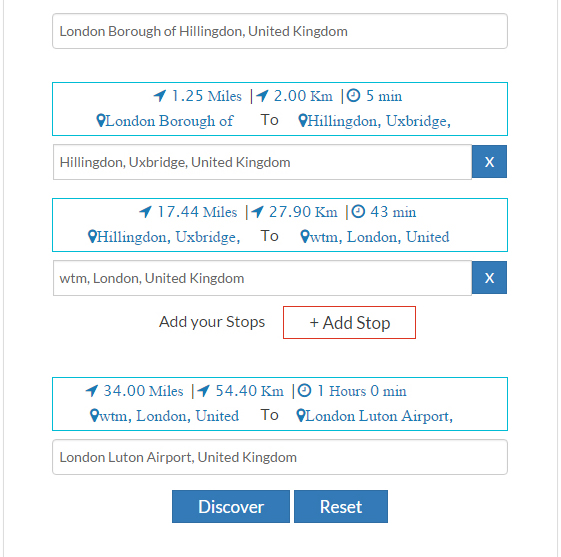 London Borough of Hillingdon, United Kingdom
1.25 Miles | 2.00 Km | 5 min
London Borough of To Hillingdon, Uxbridge,
Hillingdon, Uxbridge, United Kingdom X
17.44 Miles | 27.90 Km | 43 min
Hillingdon, Uxbridge, To wtm, London, United
wtm, London, United Kingdom X
Add your Stops + Add Stop
34.00 Miles | 54.40 Km | 1 Hours 0 min
wtm, London, United To London Luton Airport,
London Luton Airport, United Kingdom
Discover Reset